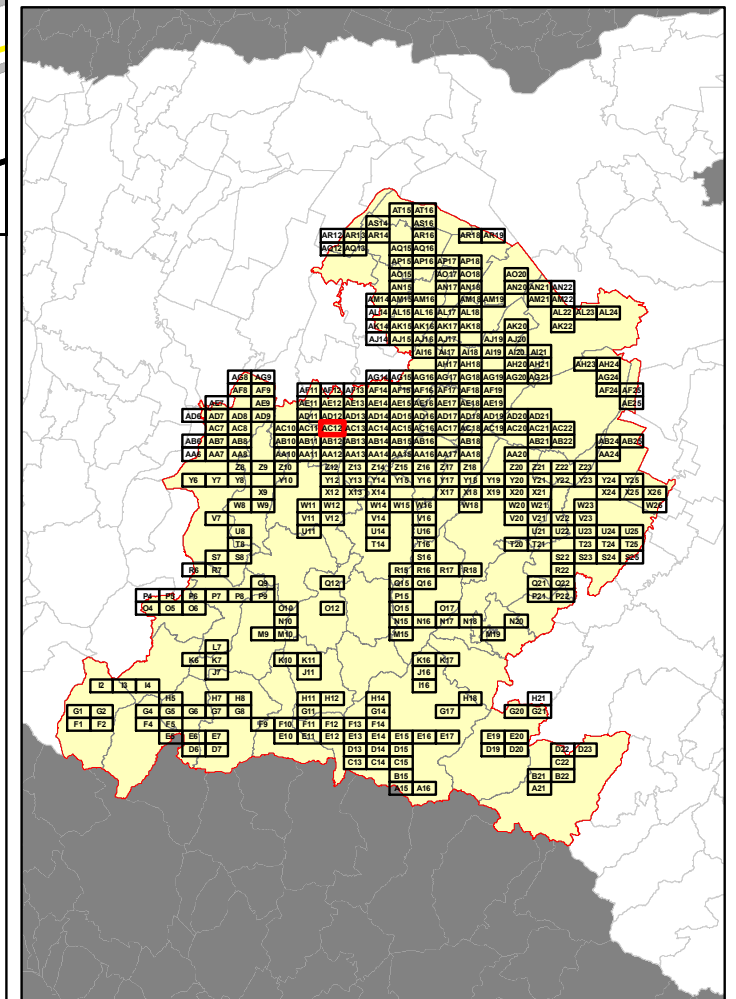 AT15 AT16
AS14 AS16
AR12 AR13 AR14 AR16 AR18 AR19
AQ12 AQ13 AQ15 AQ16
AP15 AP16 AP17 AP18
AO15 AO17 AO18 AO20
AN15 AN17 AN18 AN20 AN21 AN22
AM14 AM15 AM16 AM18 AM19 AM21 AM22
AL14 AL15 AL16 AL17 AL18 AL22 AL23 AL24
AK14 AK15 AK16 AK17 AK18 AK20 AK22
AJ14 AJ15 AJ16 AJ17 AJ19 AJ20
AI16 AI17 AI18 AI19 AI20 AI21
AH17 AH18 AH20 AH21 AH23 AH24
AG8 AG9 AG14 AG15 AG16 AG17 AG18 AG19 AG20 AG21 AG24
AF8 AF9 AF11 AF12 AF13 AF14 AF15 AF16 AF17 AF18 AF19 AF24 AF25
AE7 AE9 AE11 AE12 AE13 AE14 AE15 AE16 AE17 AE18 AE19 AE25
AD6 AD7 AD8 AD9 AD11 AD12 AD13 AD14 AD15 AD16 AD17 AD18 AD19 AD20 AD21
AC7 AC8 AC10 AC11 AC12 AC13 AC14 AC15 AC16 AC17 AC18 AC19 AC20 AC21 AC22
AB6 AB7 AB8 AB10 AB11 AB12 AB13 AB14 AB15 AB16 AB18 AB21 AB22 AB24 AB25
AA6 AA7 AA8 AA10 AA11 AA12 AA13 AA14 AA15 AA16 AA17 AA18 AA20 AA24
Z8 Z9 Z10 Z12 Z13 Z14 Z15 Z16 Z17 Z18 Z20 Z21 Z22 Z23
Y6 Y7 Y8 Y10 Y12 Y13 Y14 Y15 Y16 Y17 Y18 Y19 Y20 Y21 Y22 Y23 Y24 Y25
X9 X12 X13 X14 X17 X18 X19 X20 X21 X24 X25 X26
W8 W9 W11 W12 W14 W15 W16 W18 W20 W21 W23 W26
V7 V11 V12 V14 V16 V20 V21 V22 V23
U8 U11 U14 U16 U21 U22 U23 U24 U25
T8 T14 T16 T20 T21 T23 T24 T25
S7 S8 S16 S22 S23 S24 S25
R6 R7 R15 R16 R17 R18 R22
Q9 Q12 Q15 Q16 Q21 Q22
P4 P5 P6 P7 P8 P9 P15 P21 P22
O4 O5 O6 O10 O12 O15 O17
N10 N15 N16 N17 N18 N20
M9 M10 M15 M19
L7
K6 K7 K10 K11 K16 K17
J7 J11 J16
I2 I3 I4 I16
H5 H7 H8 H11 H12 H14 H18 H21
G1 G2 G4 G5 G6 G7 G8 G11 G14 G17 G20 G21
F1 F2 F4 F5 F9 F10 F11 F12 F13 F14
E5 E6 E7 E10 E11 E12 E13 E14 E15 E16 E17 E19 E20
D6 D7 D13 D14 D15 D19 D20 D22 D23
C13 C14 C15 C22
B15 B21 B22
A15 A16 A21